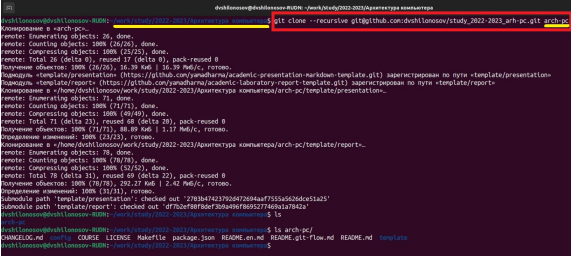 dvshilonosov@dvshilonosov-RUDN: ~/work/study/2022-2023/Архитектура компьютера
dvshilonosov@dvshilonosov-RUDN:~/work/study/2022-2023/Архитектура компьютера$ git clone --recursive git@github.com:dvshilonosov/study_2022-2023_arh-pc.git arch-pc
Клонирование в «arch-pc»…
remote: Enumerating objects: 26, done.
remote: Counting objects: 100% (26/26), done.
remote: Compressing objects: 100% (25/25), done.
remote: Total 26 (delta 0), reused 17 (delta 0), pack-reused 0
Получение объектов: 100% (26/26), 16.39 КиБ | 16.39 МиБ/с, готово.
Подмодуль «template/presentation» (https://github.com/yamadharma/academic-presentation-markdown-template.git) зарегистрирован по пути «template/presentation»
Подмодуль «template/report» (https://github.com/yamadharma/academic-laboratory-report-template.git) зарегистрирован по пути «template/report»
Клонирование в «/home/dvshilonosov/work/study/2022-2023/Архитектура компьютера/arch-pc/template/presentation»…
remote: Enumerating objects: 71, done.
remote: Counting objects: 100% (71/71), done.
remote: Compressing objects: 100% (49/49), done.
remote: Total 71 (delta 23), reused 68 (delta 20), pack-reused 0
Получение объектов: 100% (71/71), 88.89 КиБ | 1.17 МиБ/с, готово.
Определение изменений: 100% (23/23), готово.
Клонирование в «/home/dvshilonosov/work/study/2022-2023/Архитектура компьютера/arch-pc/template/report»…
remote: Enumerating objects: 78, done.
remote: Counting objects: 100% (78/78), done.
remote: Compressing objects: 100% (52/52), done.
remote: Total 78 (delta 31), reused 69 (delta 22), pack-reused 0
Получение объектов: 100% (78/78), 292.27 КиБ | 2.42 МиБ/с, готово.
Определение изменений: 100% (31/31), готово.
Submodule path 'template/presentation': checked out '2703b47423792d472694aaf7555a5626dce51a25'
Submodule path 'template/report': checked out 'df7b2ef80f8def3b9a496f8695277469a1a7842a'
dvshilonosov@dvshilonosov-RUDN:~/work/study/2022-2023/Архитектура компьютера$ ls
arch-pc
dvshilonosov@dvshilonosov-RUDN:~/work/study/2022-2023/Архитектура компьютера$ ls arch-pc/
CHANGELOG.md config COURSE LICENSE Makefile package.json README.en.md README.git-flow.md README.md template